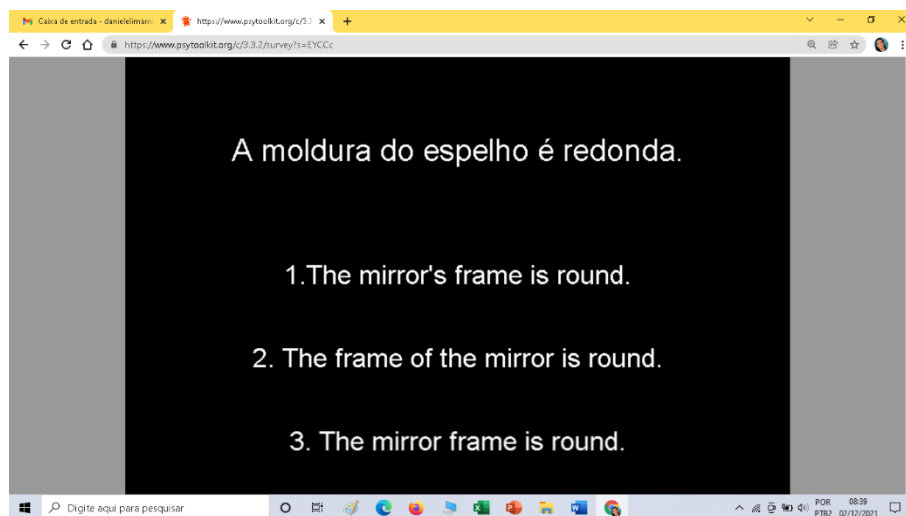 Caixa de entrada - danielelimarn
https://www.psytoolkit.org/c/3.3
https://www.psytoolkit.org/c/3.3.2/survey?s=EYCCc
A moldura do espelho é redonda.
1.The mirror's frame is round.
2. The frame of the mirror is round.
3. The mirror frame is round.
Digite aqui para pesquisar
POR 08:39
PTB2 02/12/2021